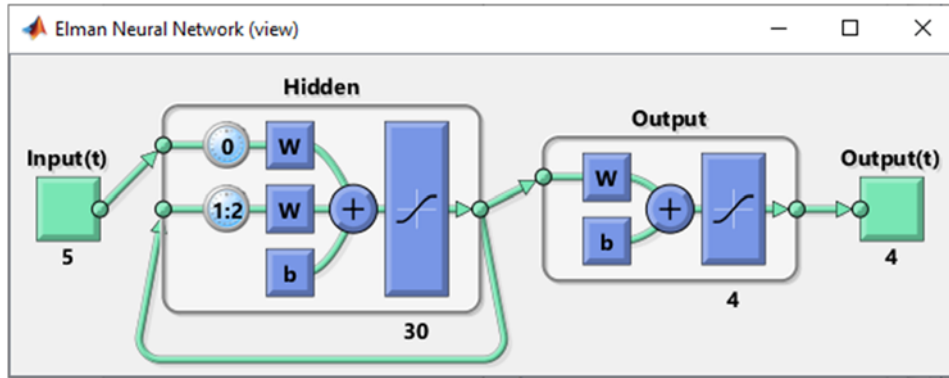 Elman Neural Network (view)
Hidden
Input(t)
5
0
W
1:2
W
b
30
Output
W
b
4
Output(t)
4